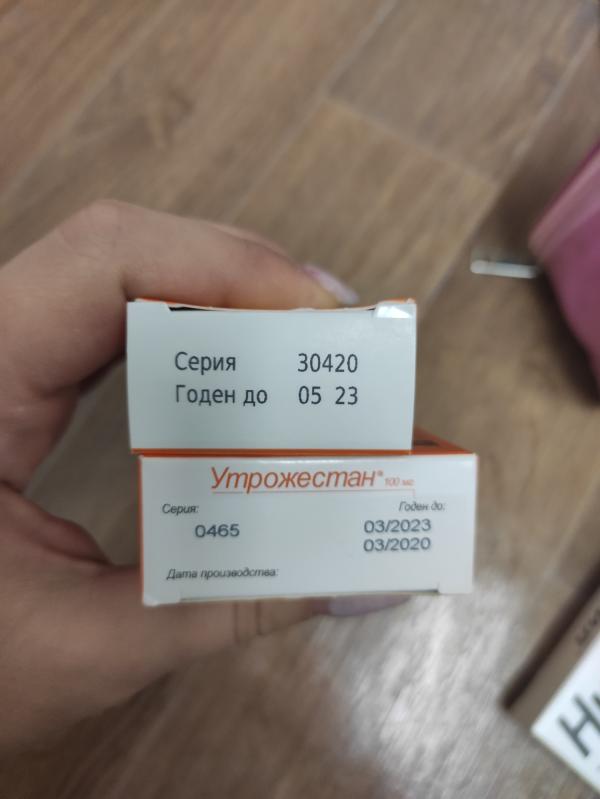 Серия 30420
Годен до 05 23
Утрожестан® 100 мг
Серия: Годен до:
0465 03/2023
03/2020
Дата производства: